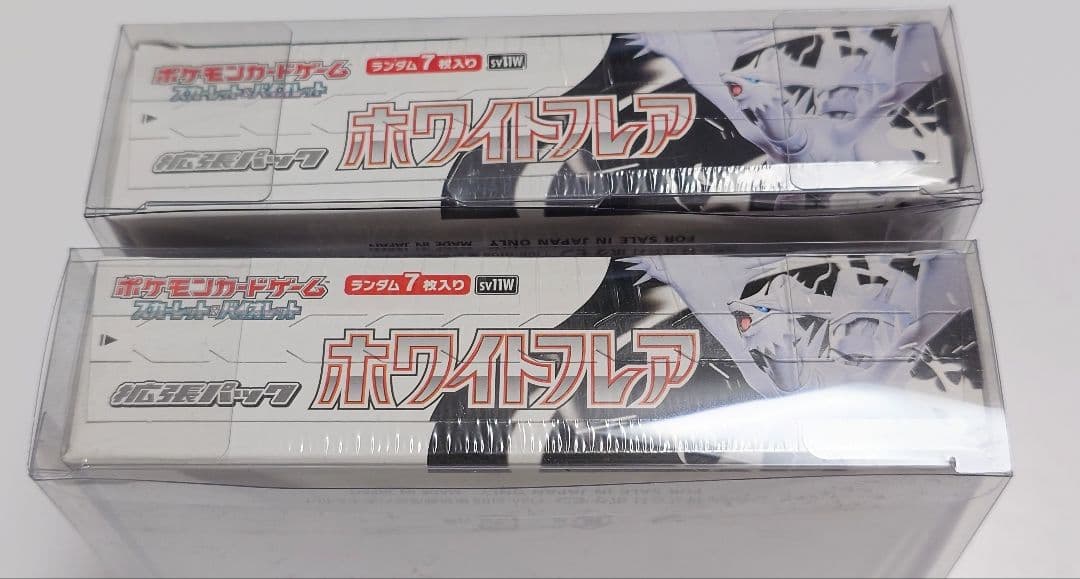 ポケモンカードゲーム
スカーレット&バイオレット
ランダム7枚入り
sv11W
拡張パック
ホワイトフレア
FOR SALE IN JAPAN ONLY
MADE IN JAPAN
ポケモンカードゲーム
スカーレット&バイオレット
ランダム7枚入り
sv11W
拡張パック
ホワイトフレア